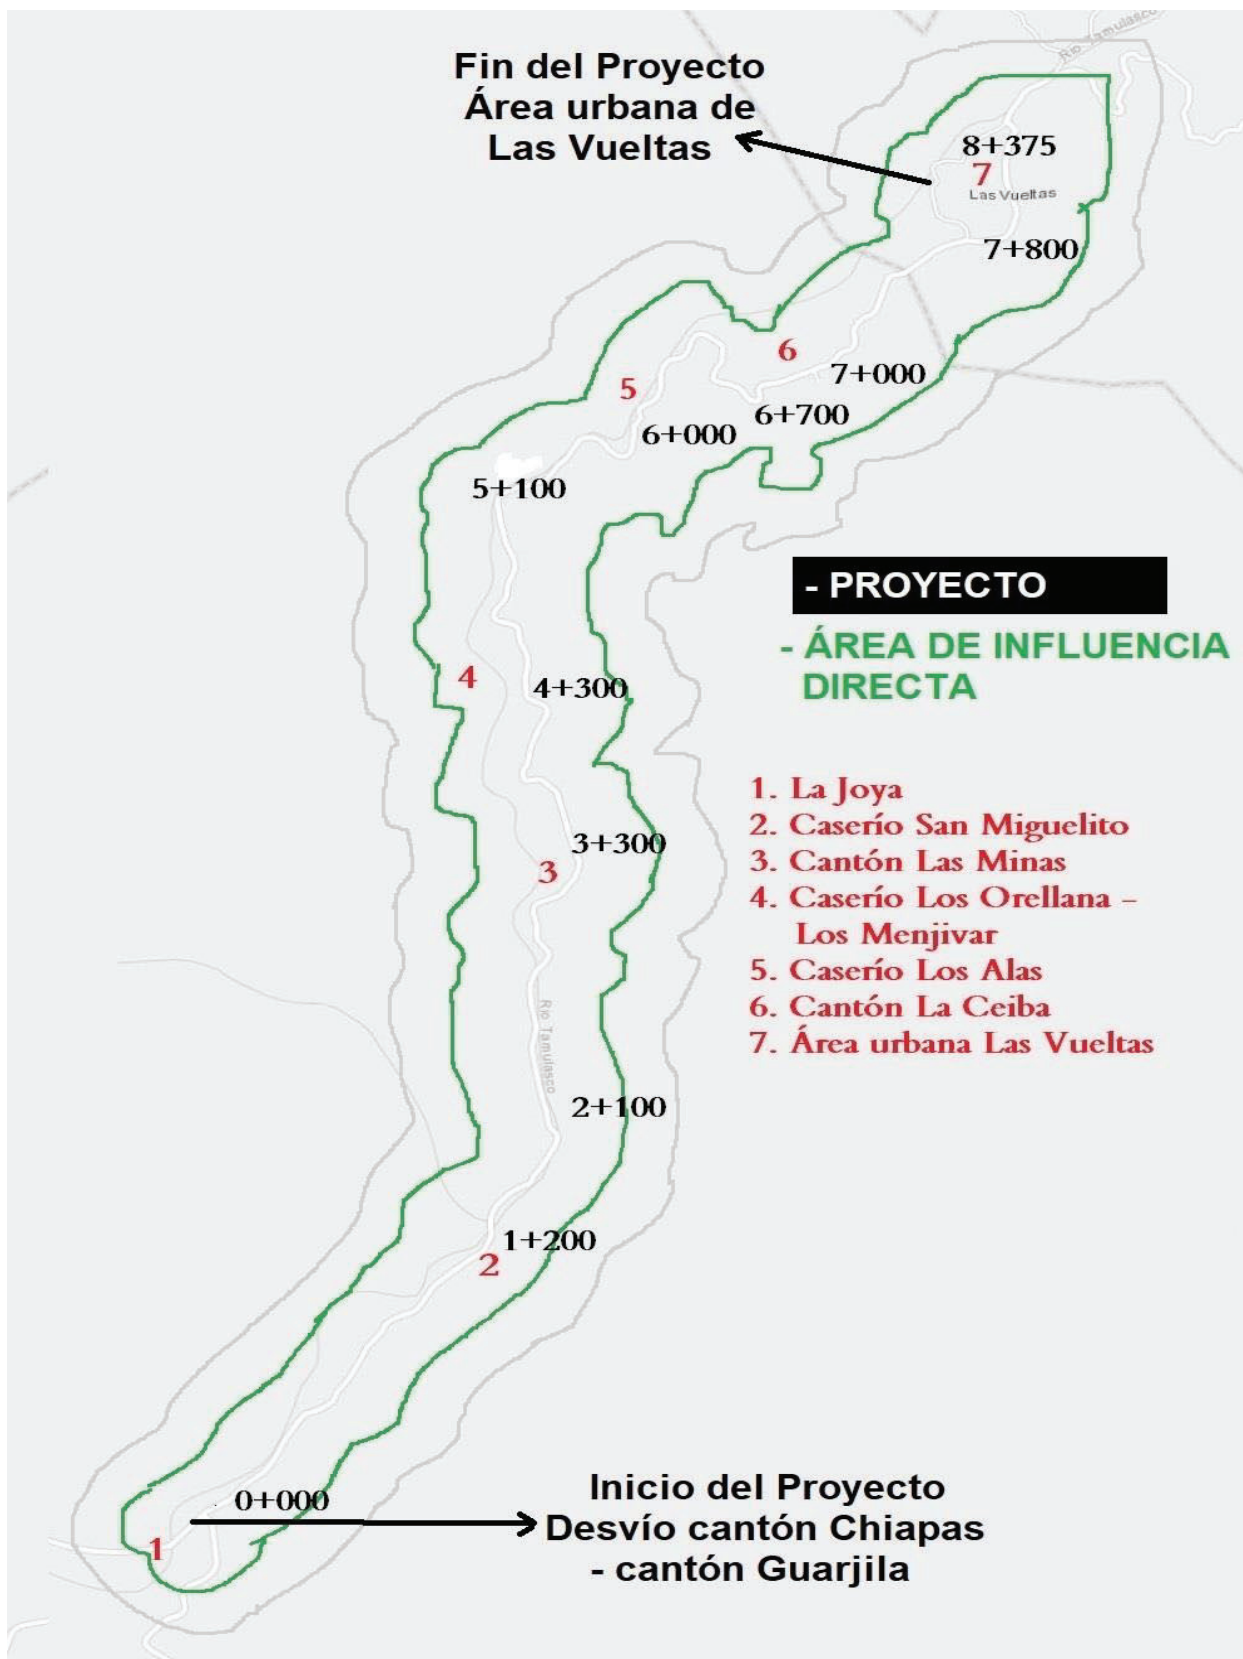 Río Tamulasco
Fin del Proyecto
Área urbana de
Las Vueltas
8+375
7
Las Vueltas
7+800
6
7+000
5
6+700
6+000
5+100
- PROYECTO
- ÁREA DE INFLUENCIA
DIRECTA
4
4+300
3+300
3
1. La Joya
2. Caserío San Miguelito
3. Cantón Las Minas
4. Caserío Los Orellana –
Los Menjivar
5. Caserío Los Alas
6. Cantón La Ceiba
7. Área urbana Las Vueltas
Río Tamulasco
2+100
1+200
2
0+000
1
Inicio del Proyecto
Desvío cantón Chiapas
- cantón Guarjila